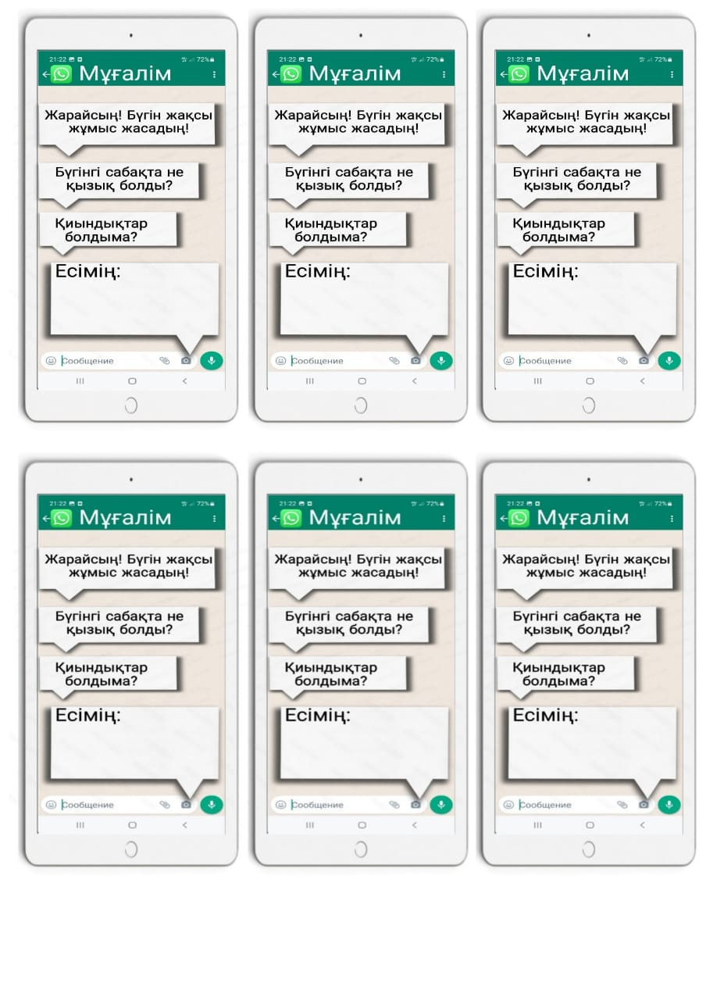 21:22 72%
Мұғалім
Жарайсың! Бүгін жақсы
жұмыс жасадың!
Бүгінгі сабақта не
қызық болды?
Қиындықтар
болдыма?
Есімің:
Сообщение
21:22 72%
Мұғалім
Жарайсың! Бүгін жақсы
жұмыс жасадың!
Бүгінгі сабақта не
қызық болды?
Қиындықтар
болдыма?
Есімің:
Сообщение
21:22 72%
Мұғалім
Жарайсың! Бүгін жақсы
жұмыс жасадың!
Бүгінгі сабақта не
қызық болды?
Қиындықтар
болдыма?
Есімің:
Сообщение
21:22 72%
Мұғалім
Жарайсың! Бүгін жақсы
жұмыс жасадың!
Бүгінгі сабақта не
қызық болды?
Қиындықтар
болдыма?
Есімің:
Сообщение
21:22 72%
Мұғалім
Жарайсың! Бүгін жақсы
жұмыс жасадың!
Бүгінгі сабақта не
қызық болды?
Қиындықтар
болдыма?
Есімің:
Сообщение
21:22 72%
Мұғалім
Жарайсың! Бүгін жақсы
жұмыс жасадың!
Бүгінгі сабақта не
қызық болды?
Қиындықтар
болдыма?
Есімің:
Сообщение